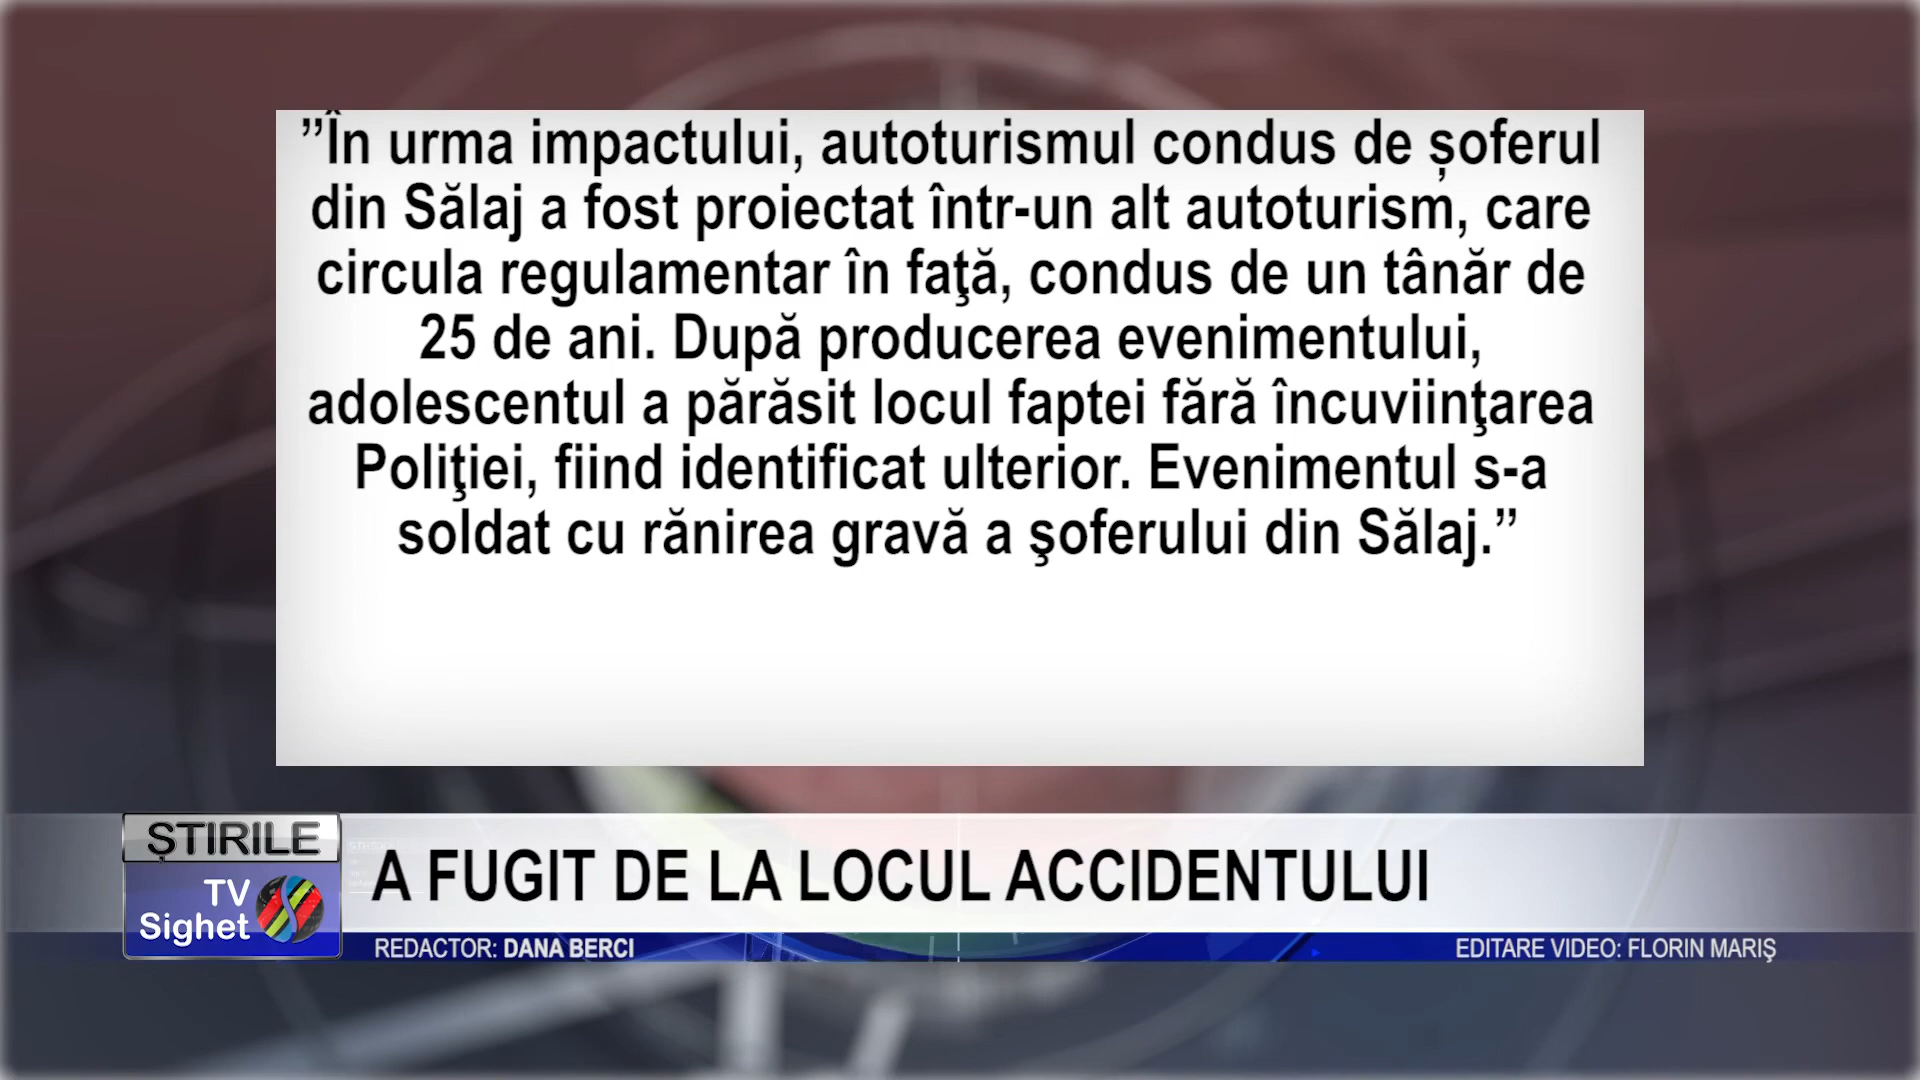 ”În urma impactului, autoturismul condus de șoferul
din Sălaj a fost proiectat într-un alt autoturism, care
circula regulamentar în faţă, condus de un tânăr de
25 de ani. După producerea evenimentului,
adolescentul a părăsit locul faptei fără încuviinţarea
Poliţiei, fiind identificat ulterior. Evenimentul s-a
soldat cu rănirea gravă a şoferului din Sălaj.”
ȘTIRILE
TV
Sighet
A FUGIT DE LA LOCUL ACCIDENTULUI
REDACTOR: DANA BERCI
EDITARE VIDEO: FLORIN MARIŞ